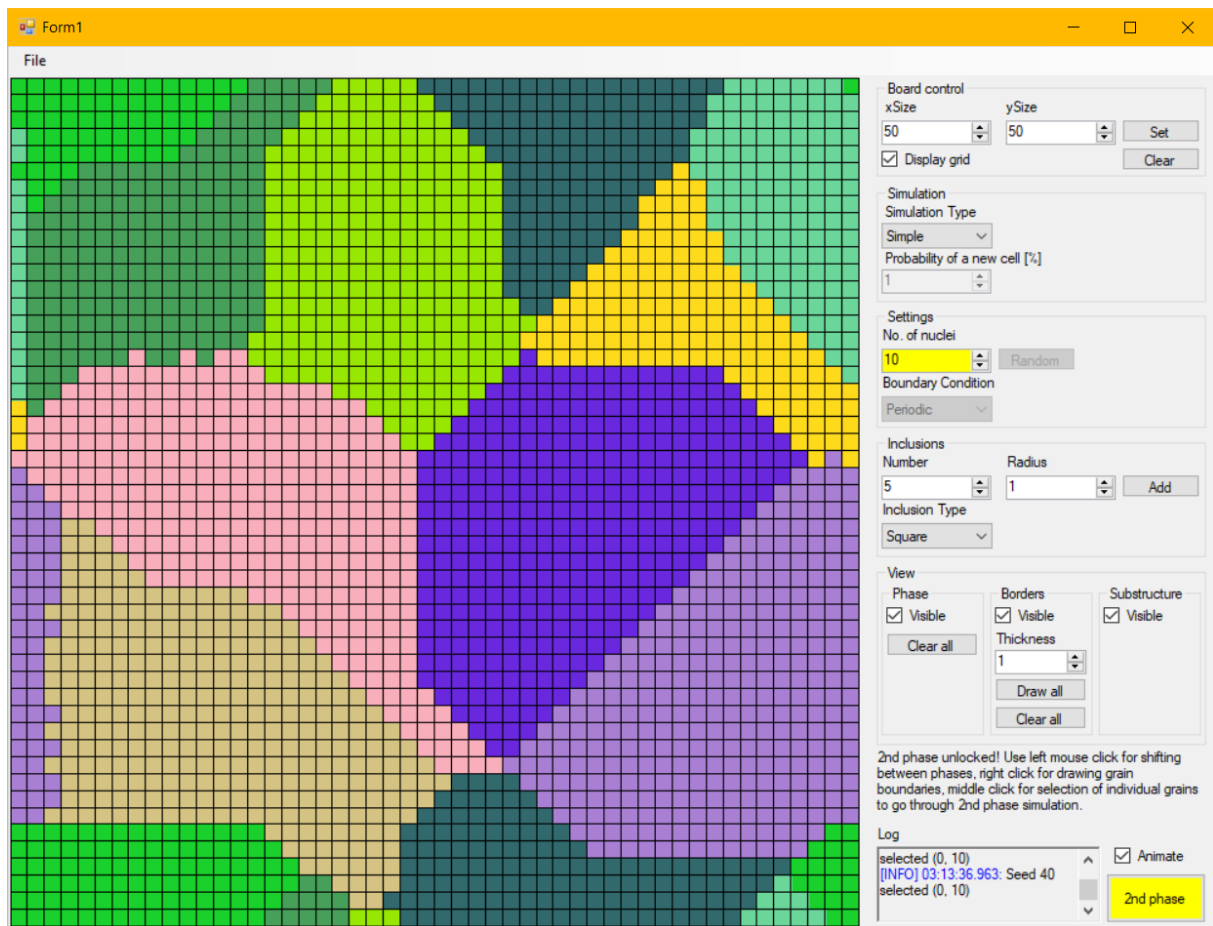 Form1
File
Board control
xSize ySize
50 50 Set
Display grid Clear
Simulation
Simulation Type
Simple
Probability of a new cell [%]
1
Settings
No. of nuclei
10 Random
Boundary Condition
Periodic
Inclusions
Number Radius
5 1 Add
Inclusion Type
Square
View
Phase Borders Substructure
Visible Visible Visible
Clear all Thickness
1
Draw all
Clear all
2nd phase unlocked! Use left mouse click for shifting
between phases, right click for drawing grain
boundaries, middle click for selection of individual grains
to go through 2nd phase simulation.
Log
selected (0, 10) Animate
[INFO] 03:13:36.963: Seed 40
selected (0, 10) 2nd phase